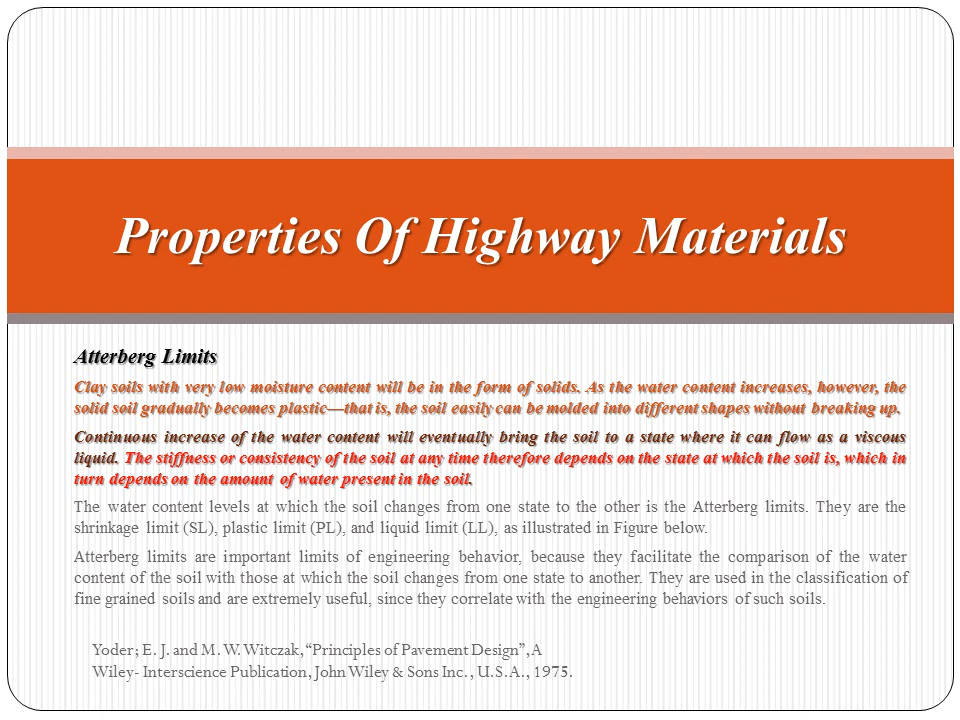 Properties Of Highway Materials
Atterberg Limits
Clay soils with very low moisture content will be in the form of solids. As the water content increases, however, the
solid soil gradually becomes plastic—that is, the soil easily can be molded into different shapes without breaking up.
Continuous increase of the water content will eventually bring the soil to a state where it can flow as a viscous
liquid. The stiffness or consistency of the soil at any time therefore depends on the state at which the soil is, which in
turn depends on the amount of water present in the soil.
The water content levels at which the soil changes from one state to the other is the Atterberg limits. They are the
shrinkage limit (SL), plastic limit (PL), and liquid limit (LL), as illustrated in Figure below.
Atterberg limits are important limits of engineering behavior, because they facilitate the comparison of the water
content of the soil with those at which the soil changes from one state to another. They are used in the classification of
fine grained soils and are extremely useful, since they correlate with the engineering behaviors of such soils.
Yoder; E. J. and M. W. Witczak, “Principles of Pavement Design”, A
Wiley- Interscience Publication, John Wiley & Sons Inc., U.S.A., 1975.